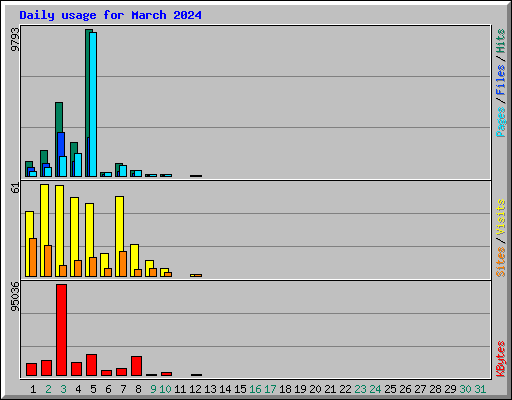 Daily usage for March 2024
9793
Pages / Files / Hits
61
Sites / Visits
95036
KBytes
1 2 3 4 5 6 7 8 9 10 11 12 13 14 15 16 17 18 19 20 21 22 23 24 25 26 27 28 29 30 31